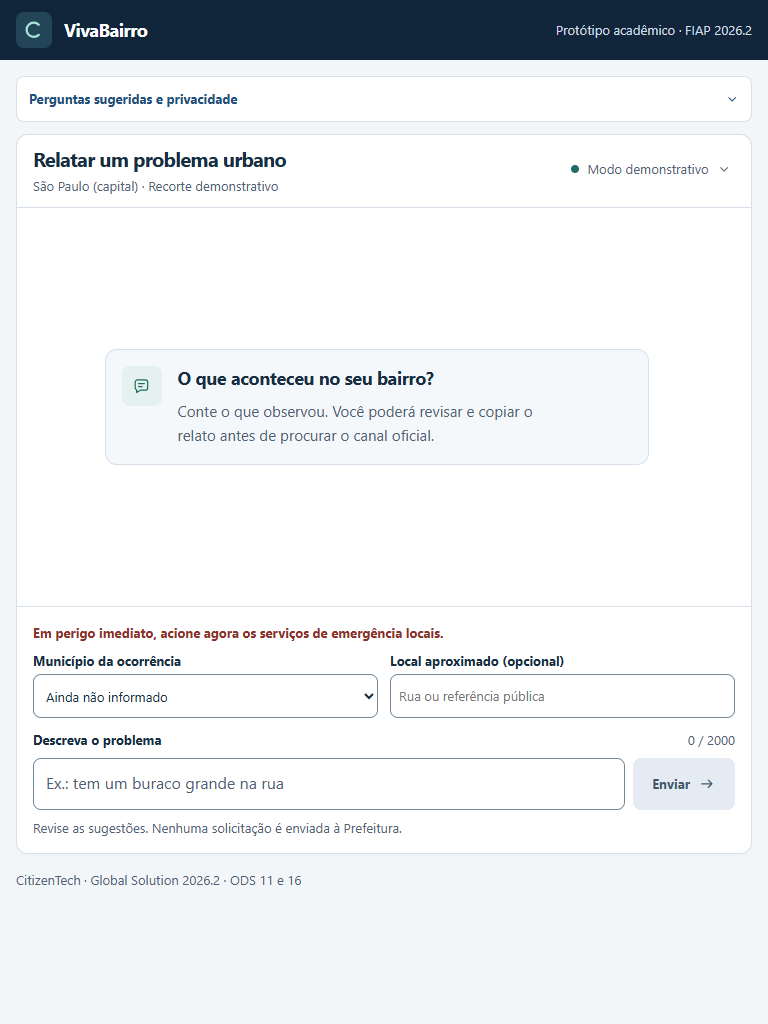 C VivaBairro
Protótipo acadêmico · FIAP 2026.2
Perguntas sugeridas e privacidade
Relatar um problema urbano
São Paulo (capital) · Recorte demonstrativo
Modo demonstrativo
O que aconteceu no seu bairro?
Conte o que observou. Você poderá revisar e copiar o
relato antes de procurar o canal oficial.
Em perigo imediato, acione agora os serviços de emergência locais.
Município da ocorrência
Ainda não informado
Local aproximado (opcional)
Rua ou referência pública
Descreva o problema
0 / 2000
Ex.: tem um buraco grande na rua
Enviar →
Revise as sugestões. Nenhuma solicitação é enviada à Prefeitura.
CitizenTech · Global Solution 2026.2 · ODS 11 e 16